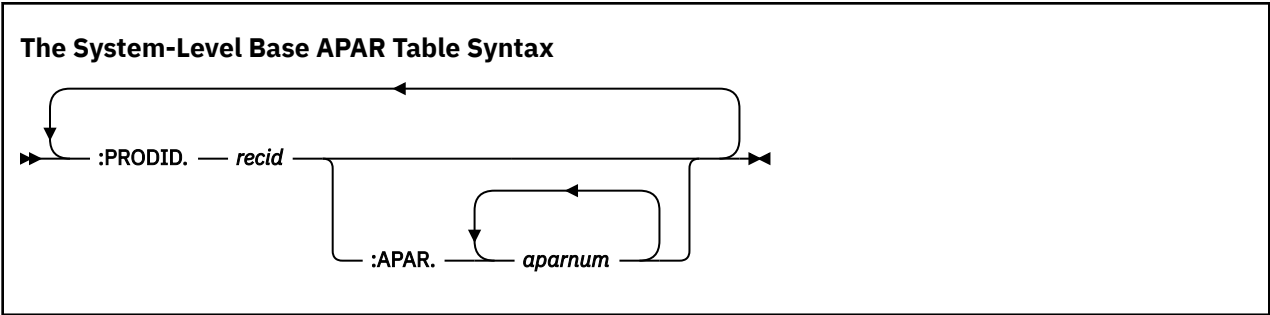 The System-Level Base APAR Table Syntax
:PRODID. recid
:APAR. aparnum